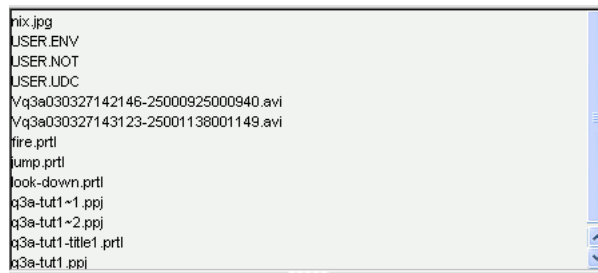 nix.jpg
USER.ENV
USER.NOT
USER.UDC
Vq3a030327142146-25000925000940.avi
Vq3a030327143123-25001138001149.avi
fire.prtl
jump.prtl
look-down.prtl
q3a-tut1~1.ppj
q3a-tut1~2.ppj
q3a-tut1-title1.prtl
q3a-tut1.ppj